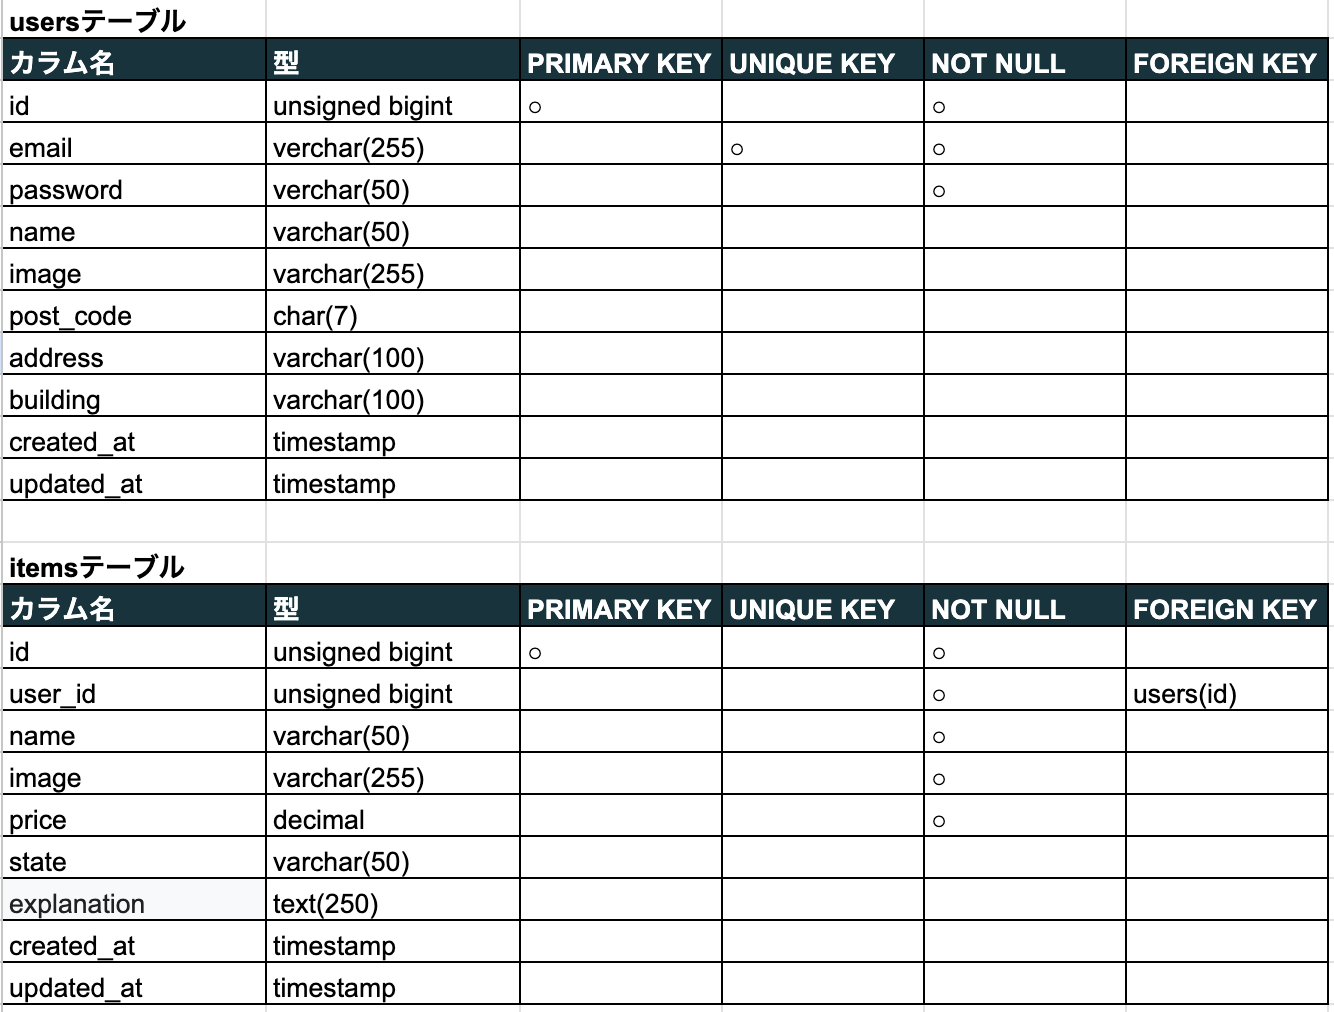 usersテーブル
カラム名 型 PRIMARY KEY UNIQUE KEY NOT NULL FOREIGN KEY
id unsigned bigint ○ ○
email verchar(255) ○ ○
password verchar(50) ○
name varchar(50)
image varchar(255)
post_code char(7)
address varchar(100)
building varchar(100)
created_at timestamp
updated_at timestamp
itemsテーブル
カラム名 型 PRIMARY KEY UNIQUE KEY NOT NULL FOREIGN KEY
id unsigned bigint ○ ○
user_id unsigned bigint ○ users(id)
name varchar(50) ○
image varchar(255) ○
price decimal ○
state varchar(50)
explanation text(250)
created_at timestamp
updated_at timestamp